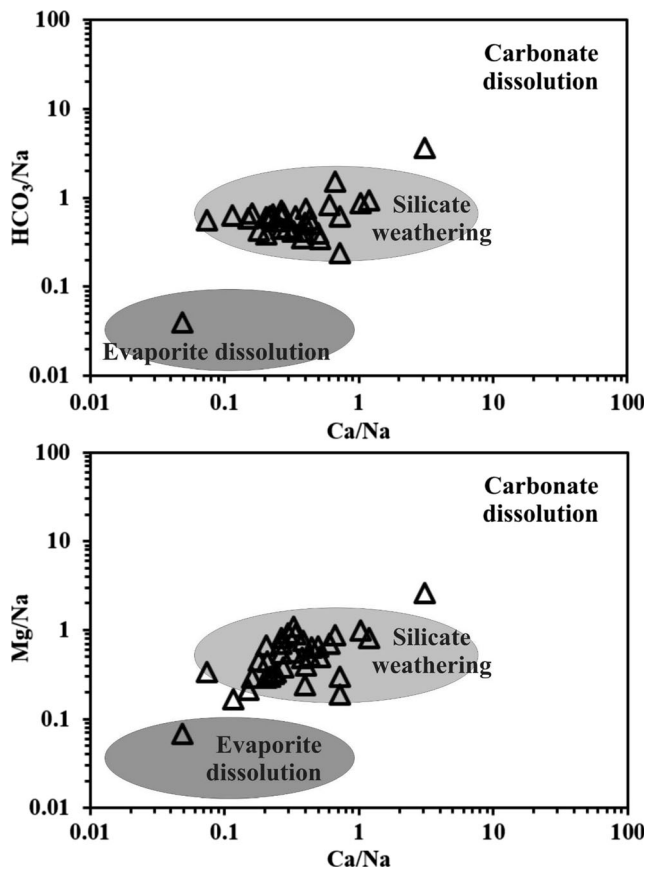 100
Carbonate
dissolution
10
HCO₃/Na
1
Silicate
weathering
0.1
Evaporite dissolution
0.01
0.01 0.1 1 10 100
Ca/Na
100
Carbonate
dissolution
10
Mg/Na
1
Silicate
weathering
0.1
Evaporite
dissolution
0.01
0.01 0.1 1 10 100
Ca/Na